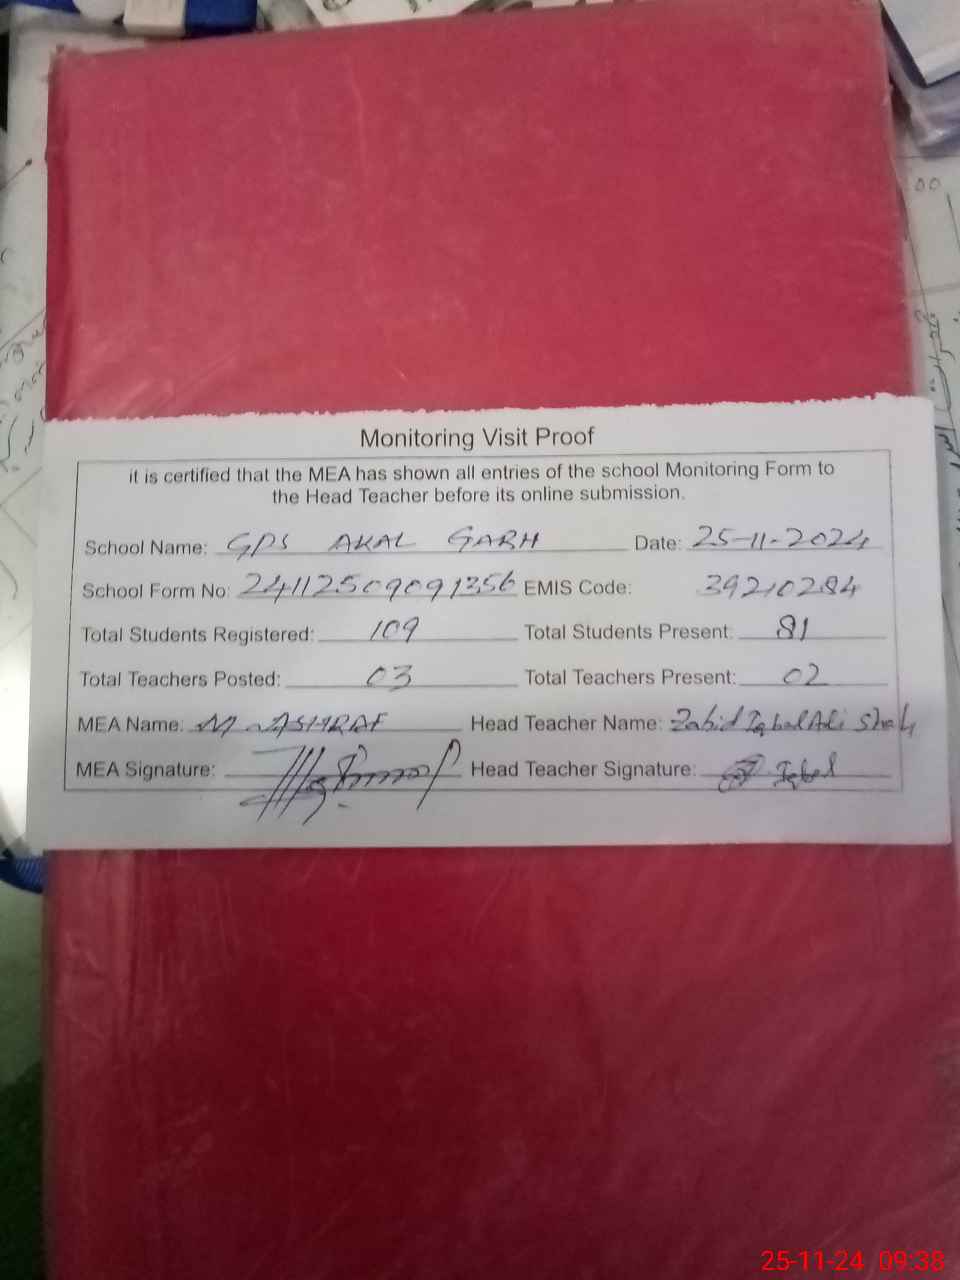 Monitoring Visit Proof
it is certified that the MEA has shown all entries of the school Monitoring Form to
the Head Teacher before its online submission.
School Name: GPS AKAL GARH Date: 25-11-2024
School Form No: 24112509091356 EMIS Code: 39210284
Total Students Registered: 109 Total Students Present: 81
Total Teachers Posted: 03 Total Teachers Present: 02
MEA Name: M ASHRAF Head Teacher Name: Zabid Iqbal Ali Shah
MEA Signature: Head Teacher Signature: Iqbal
25-11-24 09:38